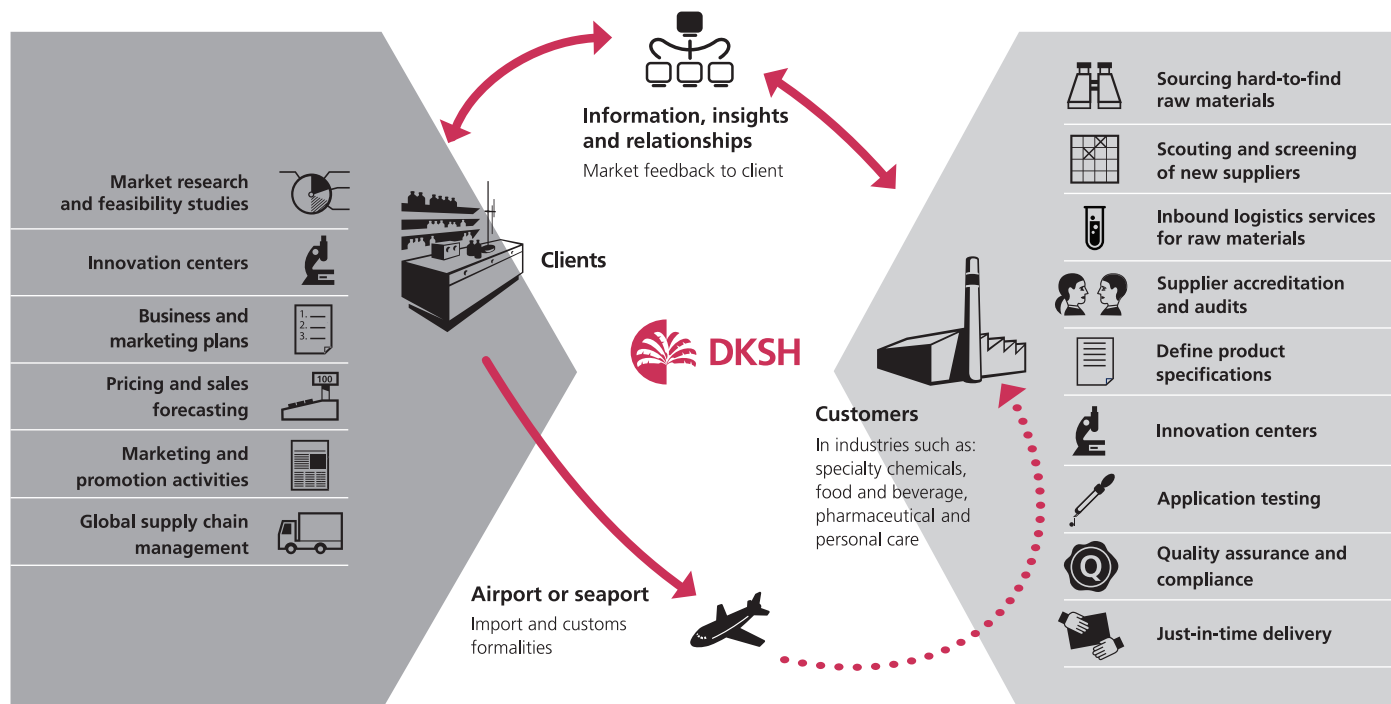 Information, insights
and relationships
Market feedback to client
Market research
and feasibility studies
Innovation centers
Business and
marketing plans
1.
2.
3.
Pricing and sales
forecasting
100
Marketing and
promotion activities
Global supply chain
management
Clients
DKSH
Airport or seaport
Import and customs
formalities
Customers
In industries such as:
specialty chemicals,
food and beverage,
pharmaceutical and
personal care
Sourcing hard-to-find
raw materials
Scouting and screening
of new suppliers
Inbound logistics services
for raw materials
Supplier accreditation
and audits
Define product
specifications
Innovation centers
Application testing
Quality assurance and
compliance
Q
Just-in-time delivery